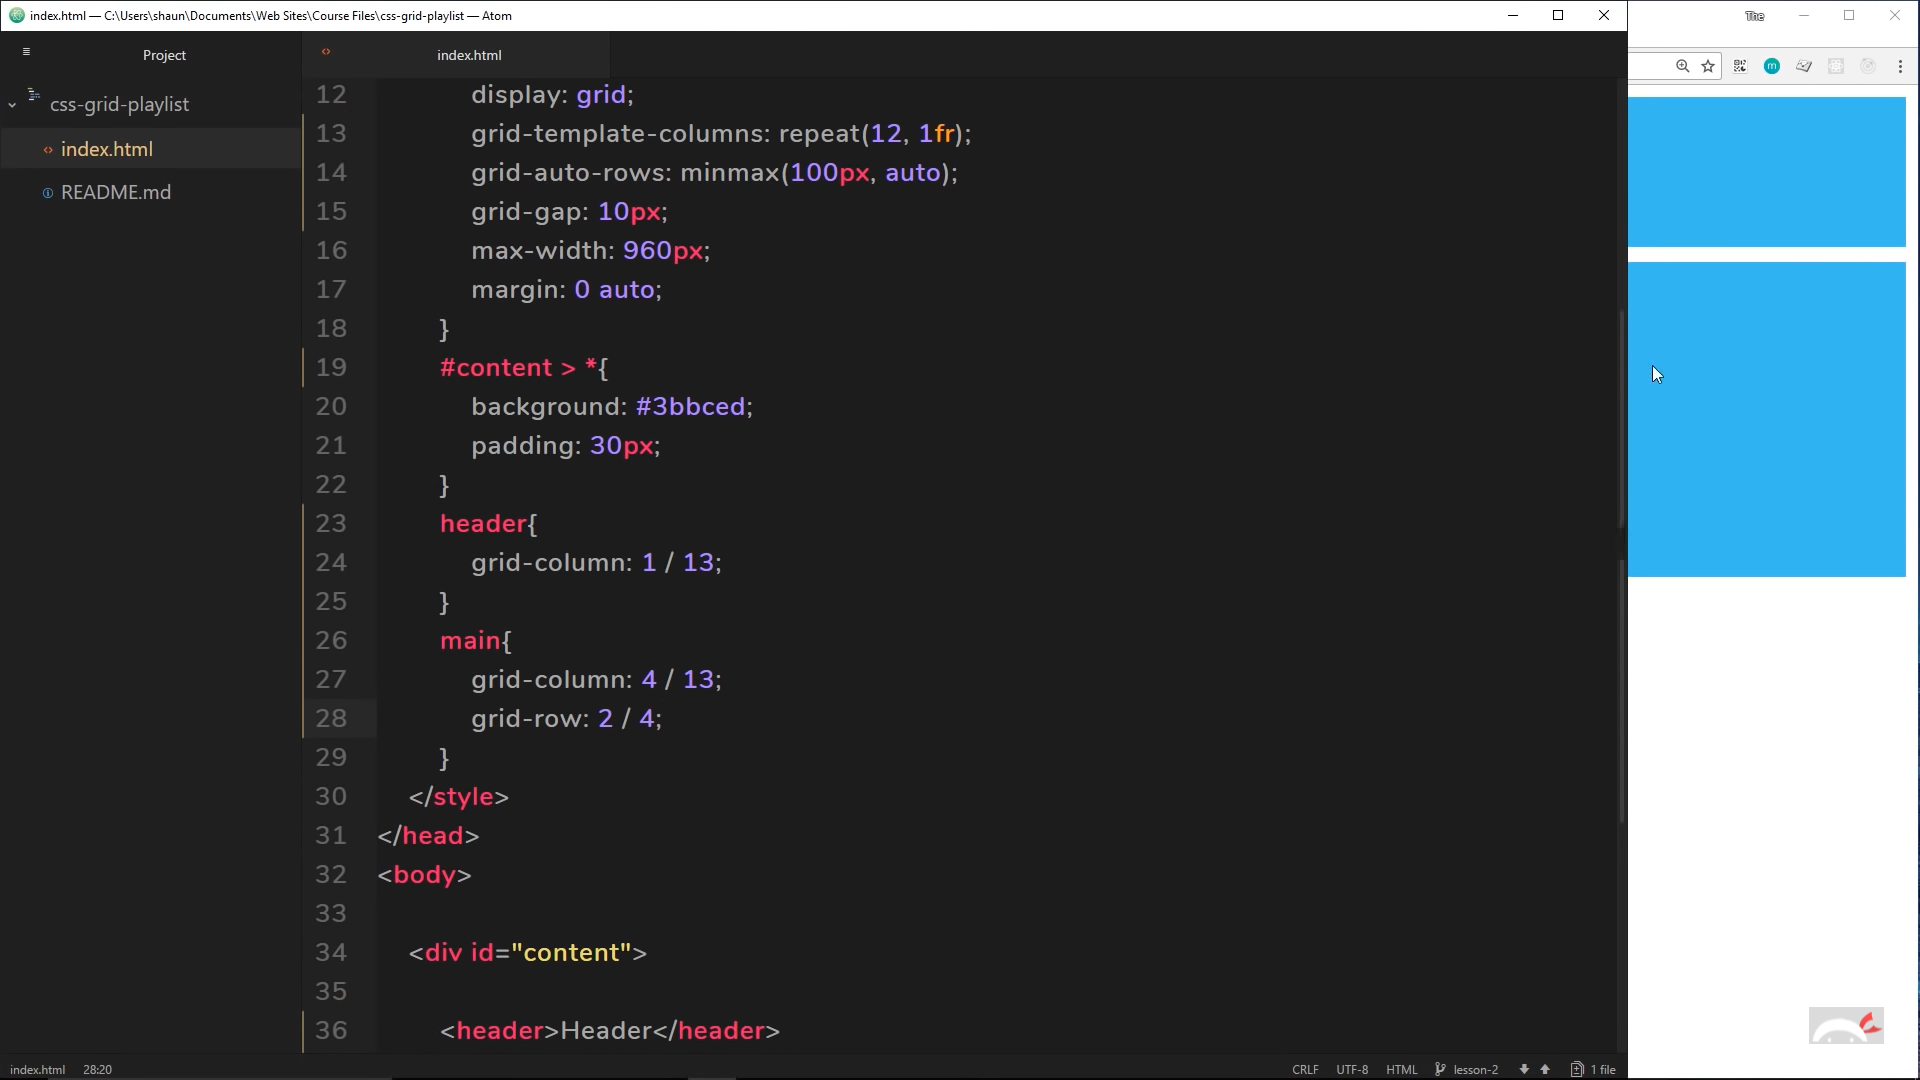 index.html — C:\Users\shaun\Documents\Web Sites\Course Files\css-grid-playlist — Atom
The
Project
index.html
m
css-grid-playlist
index.html
README.md
12 display: grid;
13 grid-template-columns: repeat(12, 1fr);
14 grid-auto-rows: minmax(100px, auto);
15 grid-gap: 10px;
16 max-width: 960px;
17 margin: 0 auto;
18 }
19 #content > *{
20 background: #3bbced;
21 padding: 30px;
22 }
23 header{
24 grid-column: 1 / 13;
25 }
26 main{
27 grid-column: 4 / 13;
28 grid-row: 2 / 4;
29 }
30 </style>
31 </head>
32 <body>
33
34 <div id="content">
35
36 <header>Header</header>
index.html 28:20 CRLF UTF-8 HTML lesson-2 1 file